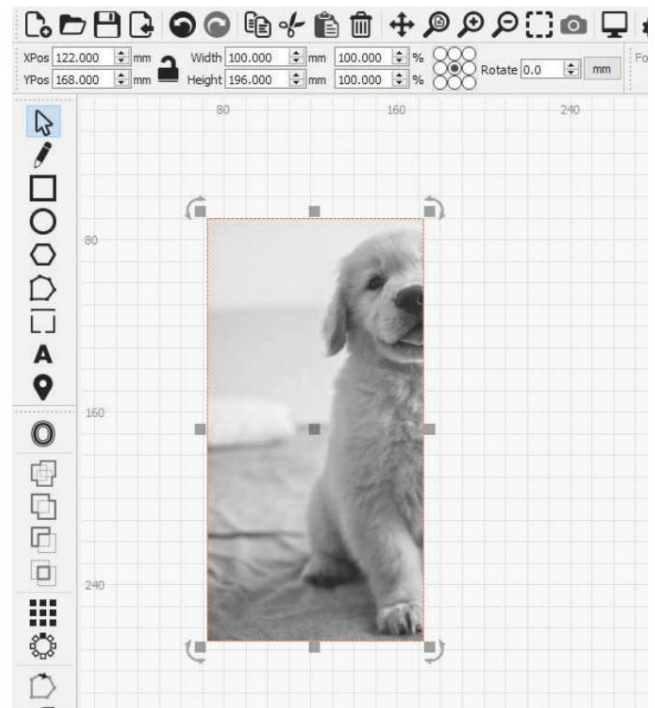 XPos 122.000 mm Width 100.000 mm 100.000 % Rotate 0.0 mm Fo
YPos 168.000 mm Height 196.000 mm 100.000 %
80 160 240
80
A
160
240